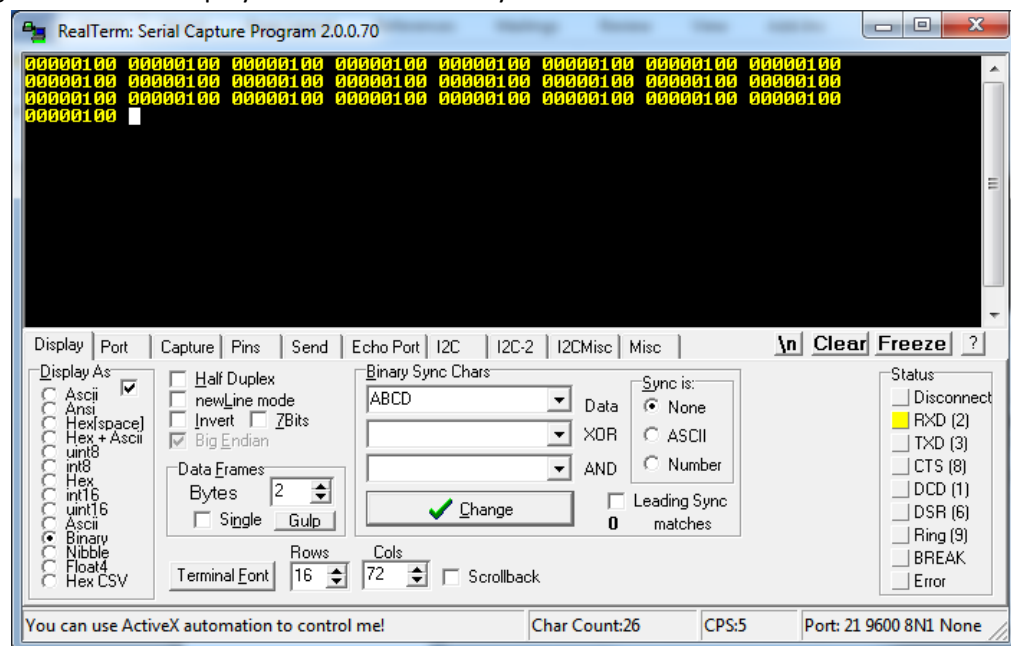 RealTerm: Serial Capture Program 2.0.0.70
00000100 00000100 00000100 00000100 00000100 00000100 00000100 00000100
00000100 00000100 00000100 00000100 00000100 00000100 00000100 00000100
00000100 00000100 00000100 00000100 00000100 00000100 00000100 00000100
00000100
Display Port Capture Pins Send Echo Port I2C I2C-2 I2CMisc Misc \n Clear Freeze ?
Display As
Ascii
Ansi
Hex[space]
Hex + Ascii
uint8
int8
Hex
int16
uint16
Ascii
Binary
Nibble
Float4
Hex CSV
Half Duplex
newLine mode
Invert 7Bits
Big Endian
Data Frames
Bytes 2
Single Gulp
Rows Cols
Terminal Font 16 72 Scrollback
Binary Sync Chars
ABCD Data
XOR
AND
Change
Sync is:
None
ASCII
Number
Leading Sync
0 matches
Status
Disconnect
RXD (2)
TXD (3)
CTS (8)
DCD (1)
DSR (6)
Ring (9)
BREAK
Error
You can use ActiveX automation to control me! Char Count:26 CPS:5 Port: 21 9600 8N1 None